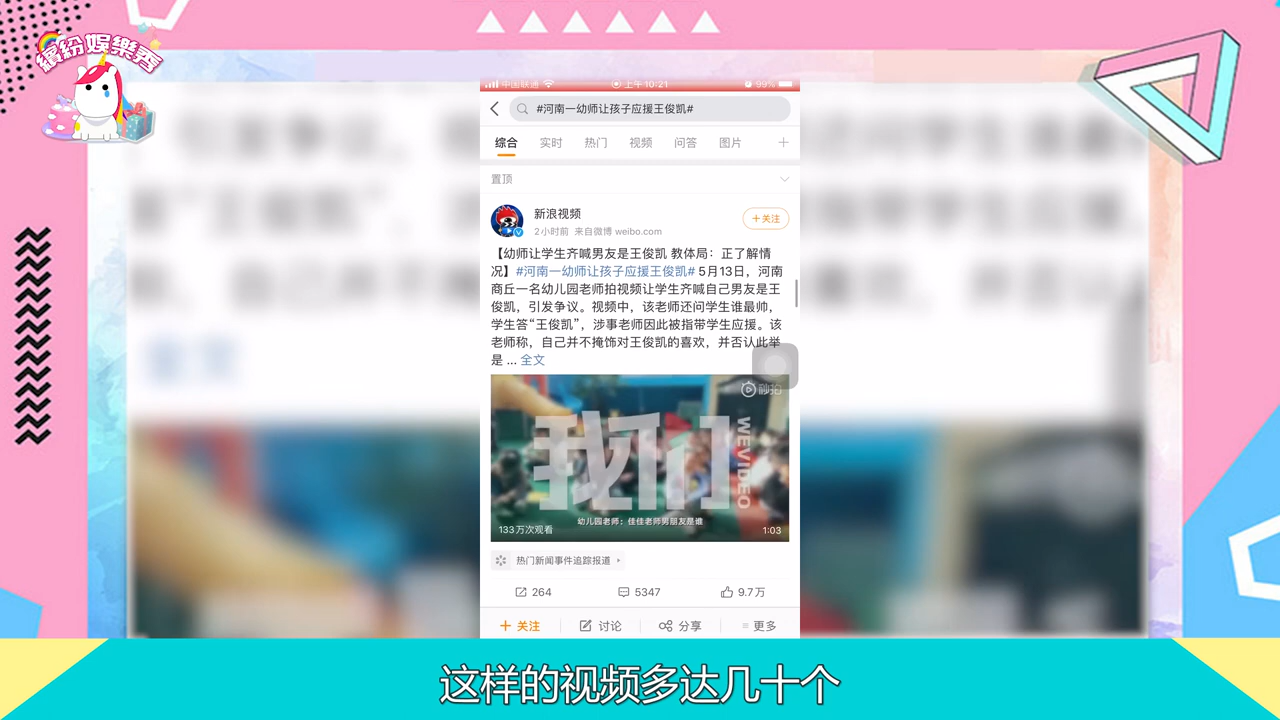 缤纷娱樂秀
中国联通 上午10:21 99%
#河南一幼师让孩子应援王俊凯#
综合 实时 热门 视频 问答 图片
置顶
新浪视频
+关注
2小时前 来自微博 weibo.com
【幼师让学生齐喊男友是王俊凯 教体局：正了解情
况】#河南一幼师让孩子应援王俊凯# 5月13日，河南
商丘一名幼儿园老师拍视频让学生齐喊自己男友是王
俊凯，引发争议。视频中，该老师还问学生谁最帅，
学生答“王俊凯”，涉事老师因此被指带学生应援。该
老师称，自己并不掩饰对王俊凯的喜欢，并否认此举
是 ... 全文
秒拍
我们
WEVIDEO
幼儿园老师：佳佳老师男朋友是谁
133万次观看 1:03
热门新闻事件追踪报道
264 5347 9.7万
+ 关注 讨论 分享 更多
这样的视频多达几十个